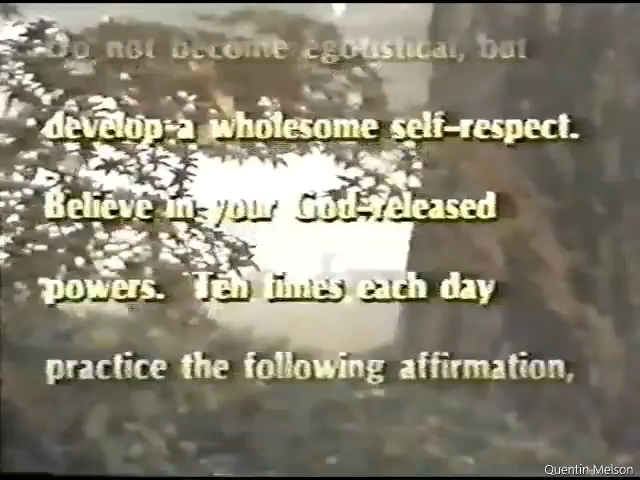 Do not become egotistical, but
develop a wholesome self-respect.
Believe in your God-released
powers. Ten times each day
practice the following affirmation,
Quentin Melson